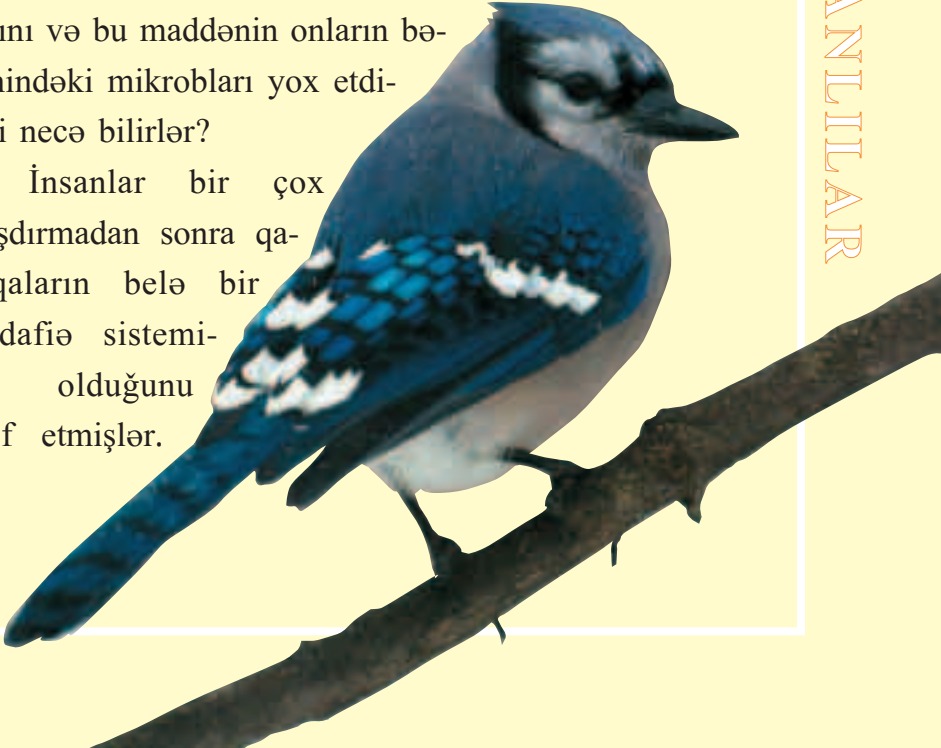 ını və bu maddənin onların bə-
nindəki mikrobları yox etdi-
i necə bilirlər?
İnsanlar bir çox
şdırmadan sonra qa-
qaların belə bir
dafiə sistemi-
olduğunu
f etmişlər.
ANLILAR